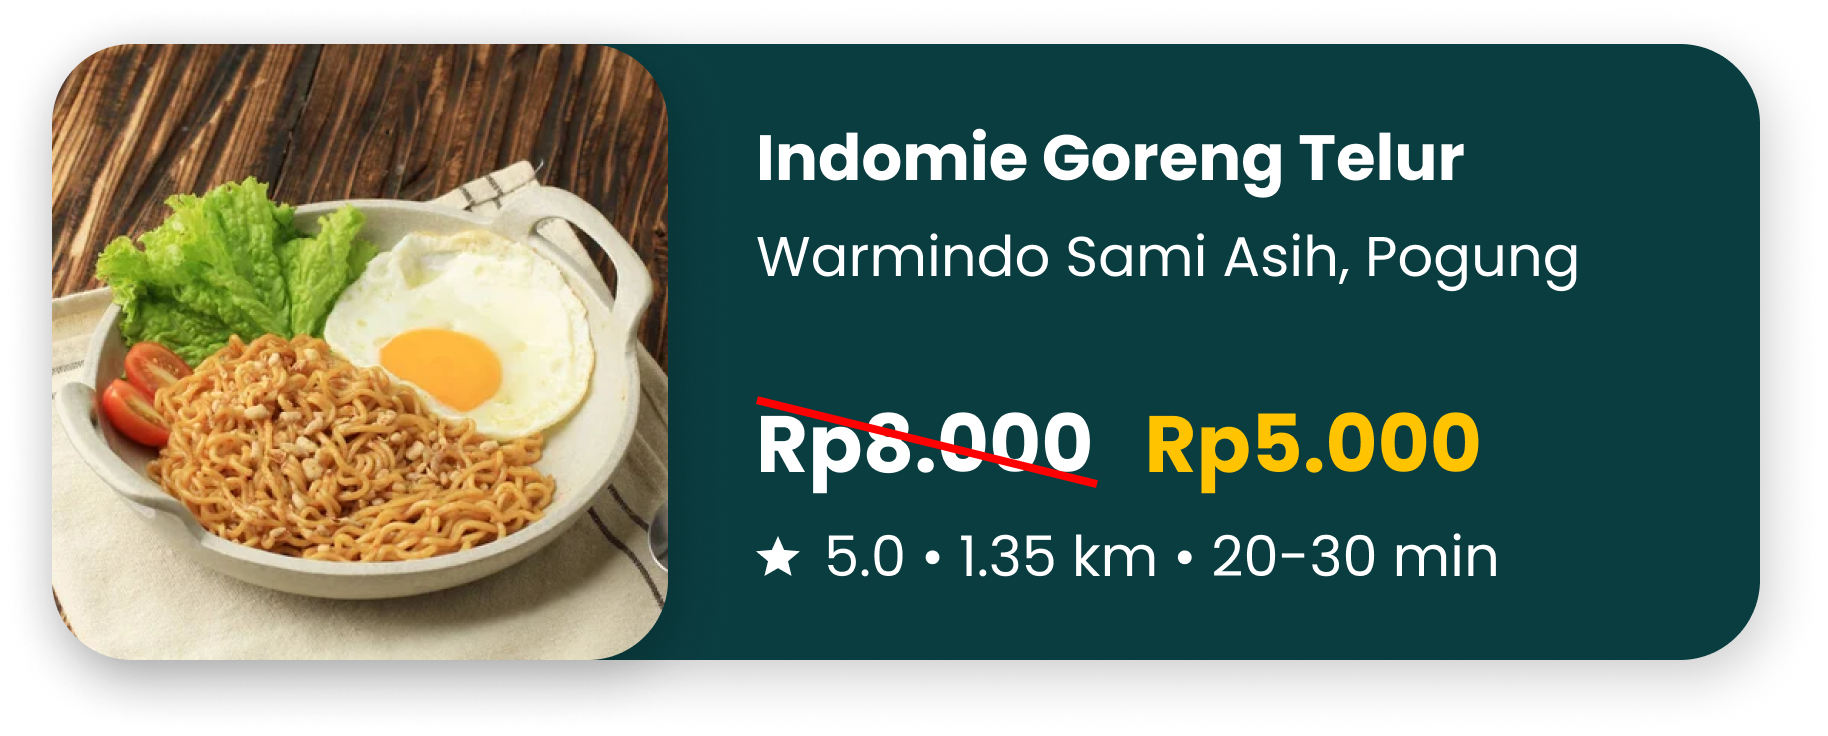 Indomie Goreng Telur
Warmindo Sami Asih, Pogung
Rp8.000 Rp5.000
★ 5.0 • 1.35 km • 20-30 min